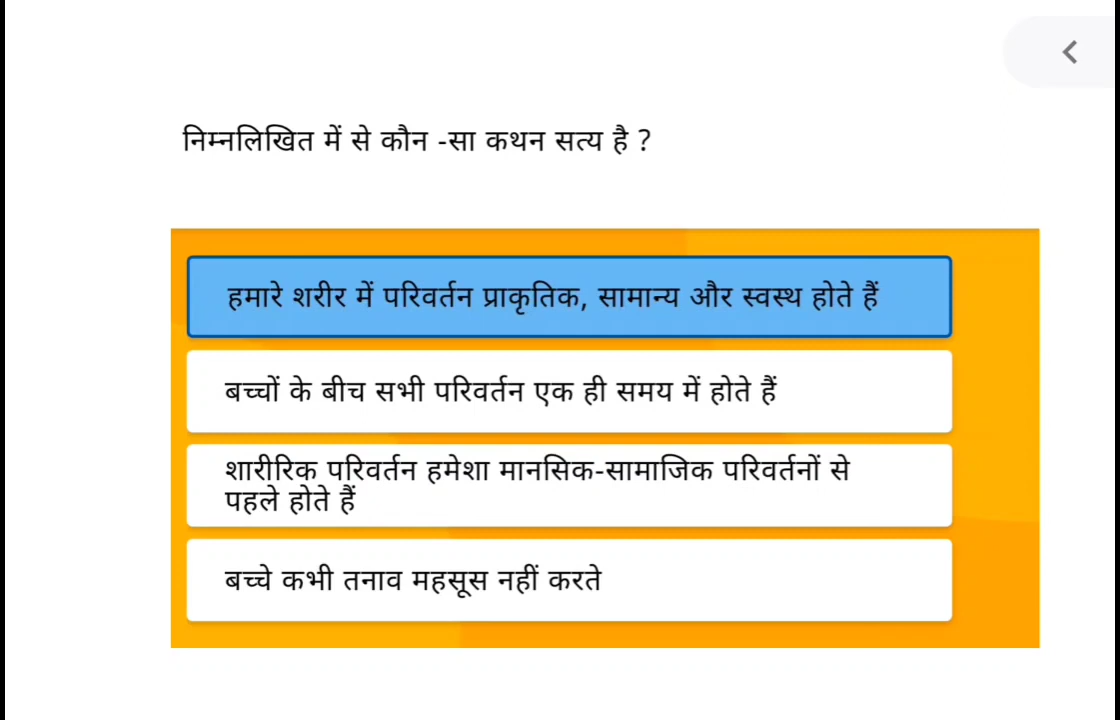 निम्नलिखित में से कौन -सा कथन सत्य है ?
हमारे शरीर में परिवर्तन प्राकृतिक, सामान्य और स्वस्थ होते हैं
बच्चों के बीच सभी परिवर्तन एक ही समय में होते हैं
शारीरिक परिवर्तन हमेशा मानसिक-सामाजिक परिवर्तनों से
पहले होते हैं
बच्चे कभी तनाव महसूस नहीं करते